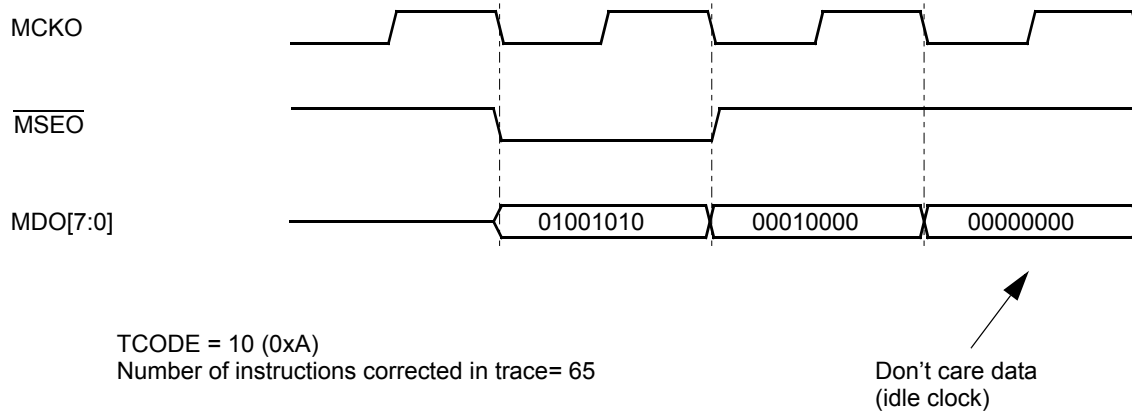 MCKO
MSEO
MDO[7:0]
01001010 00010000 00000000
TCODE = 10 (0xA)
Number of instructions corrected in trace= 65
Don't care data
(idle clock)